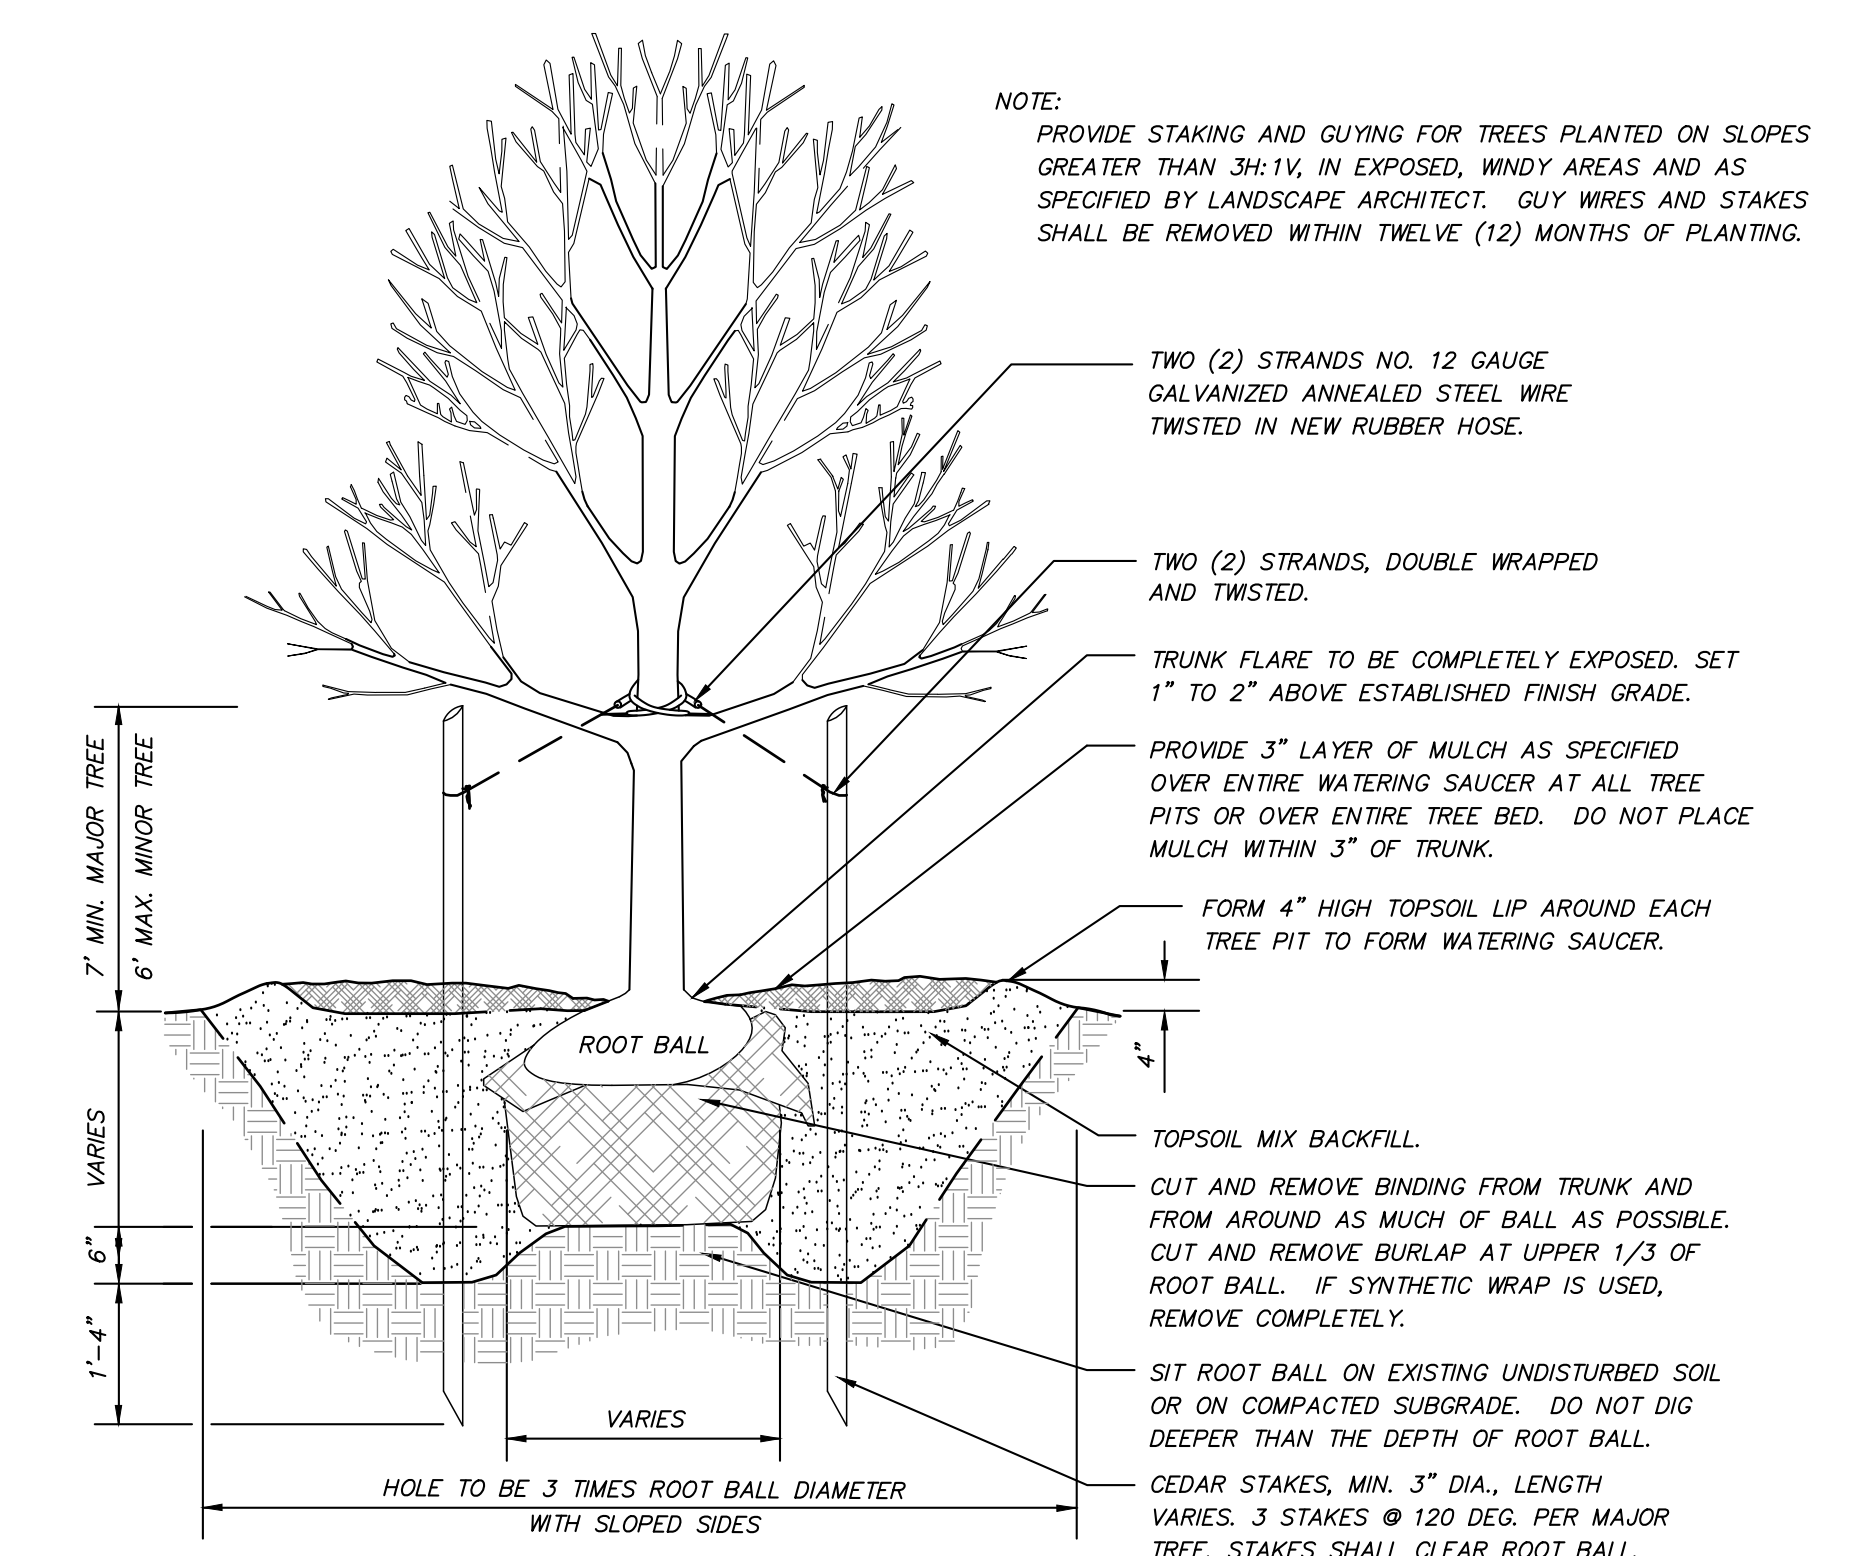 NOTE:
PROVIDE STAKING AND GUYING FOR TREES PLANTED ON SLOPES
GREATER THAN 3H:1V, IN EXPOSED, WINDY AREAS AND AS
SPECIFIED BY LANDSCAPE ARCHITECT. GUY WIRES AND STAKES
SHALL BE REMOVED WITHIN TWELVE (12) MONTHS OF PLANTING.
TWO (2) STRANDS NO. 12 GAUGE
GALVANIZED ANNEALED STEEL WIRE
TWISTED IN NEW RUBBER HOSE.
TWO (2) STRANDS, DOUBLE WRAPPED
AND TWISTED.
TRUNK FLARE TO BE COMPLETELY EXPOSED. SET
1" TO 2" ABOVE ESTABLISHED FINISH GRADE.
PROVIDE 3" LAYER OF MULCH AS SPECIFIED
OVER ENTIRE WATERING SAUCER AT ALL TREE
PITS OR OVER ENTIRE TREE BED. DO NOT PLACE
MULCH WITHIN 3" OF TRUNK.
FORM 4" HIGH TOPSOIL LIP AROUND EACH
TREE PIT TO FORM WATERING SAUCER.
4"
TOPSOIL MIX BACKFILL.
CUT AND REMOVE BINDING FROM TRUNK AND
FROM AROUND AS MUCH OF BALL AS POSSIBLE.
CUT AND REMOVE BURLAP AT UPPER 1/3 OF
ROOT BALL. IF SYNTHETIC WRAP IS USED,
REMOVE COMPLETELY.
SIT ROOT BALL ON EXISTING UNDISTURBED SOIL
OR ON COMPACTED SUBGRADE. DO NOT DIG
DEEPER THAN THE DEPTH OF ROOT BALL.
CEDAR STAKES, MIN. 3" DIA., LENGTH
VARIES. 3 STAKES @ 120 DEG. PER MAJOR
TREE. STAKES SHALL CLEAR ROOT BALL.
7' MIN. MAJOR TREE
6' MAX. MINOR TREE
VARIES
6"
1'-4"
ROOT BALL
VARIES
HOLE TO BE 3 TIMES ROOT BALL DIAMETER
WITH SLOPED SIDES